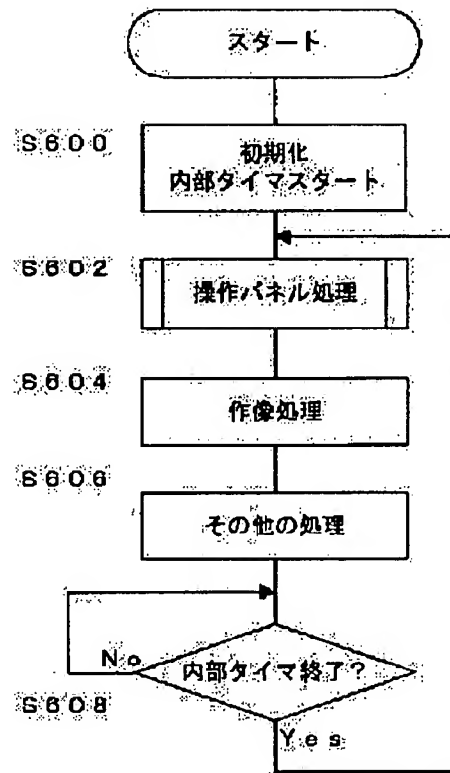 スタート
S600
初期化
内部タイマスタート
S602
操作パネル処理
S604
作像処理
S606
その他の処理
No
内部タイマ終了?
S608
Yes